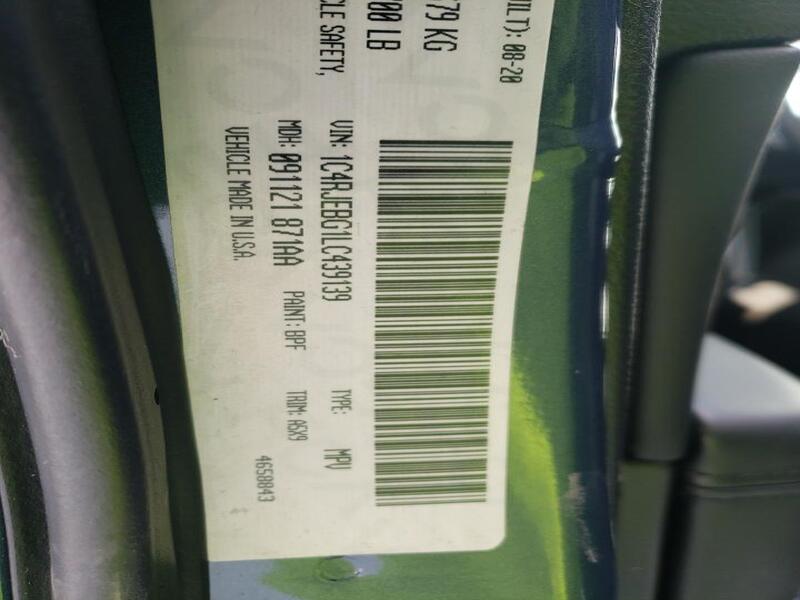 ILT): 08-20
79 KG
00 LB
LE SAFETY,
VIN: 1C4RJEBG1LC439139 TYPE: MPV
MDH: 091121 871AA PAINT: BPF TRIM: A5X9
VEHICLE MADE IN U.S.A. 4658843